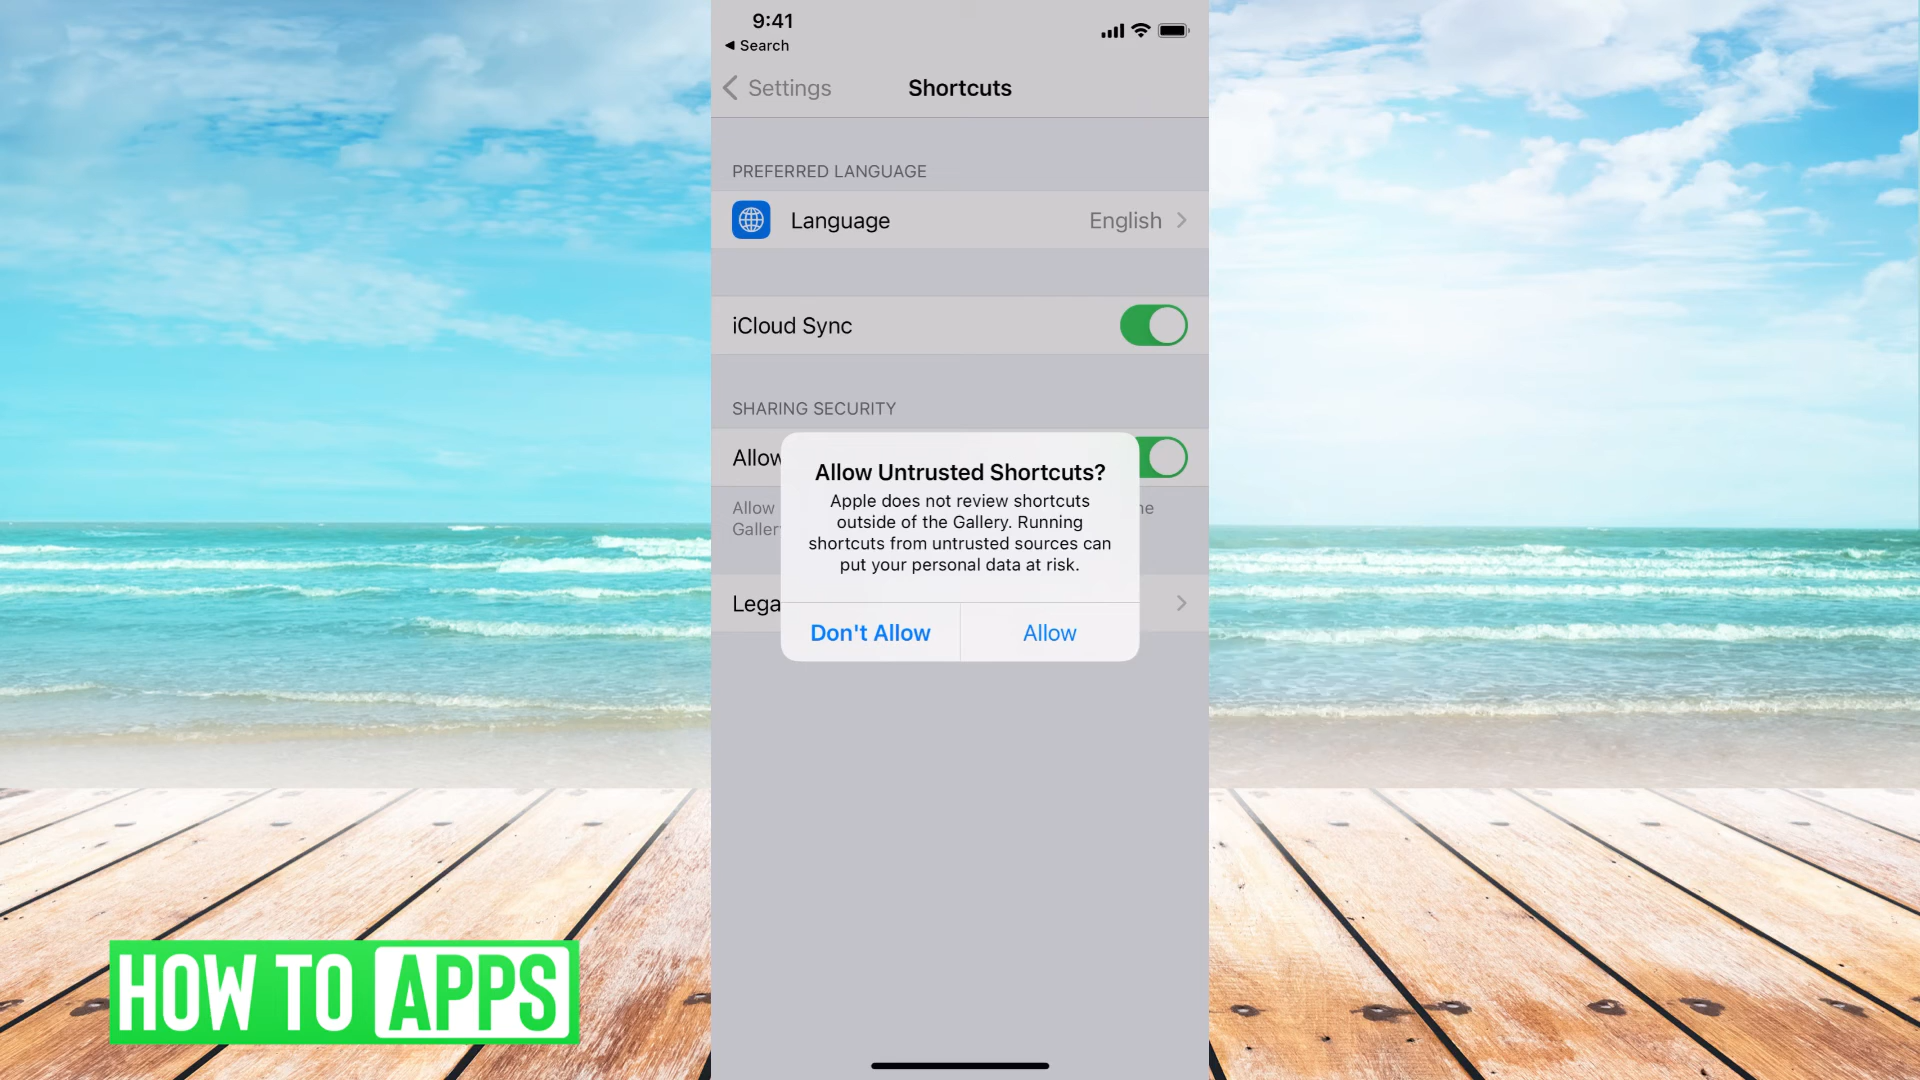 9:41
◀ Search
Settings
Shortcuts
PREFERRED LANGUAGE
Language
English
iCloud Sync
SHARING SECURITY
Allow
Allow Untrusted Shortcuts?
Apple does not review shortcuts
outside of the Gallery. Running
shortcuts from untrusted sources can
put your personal data at risk.
Allow
Don't Allow
Allow
HOW TO APPS